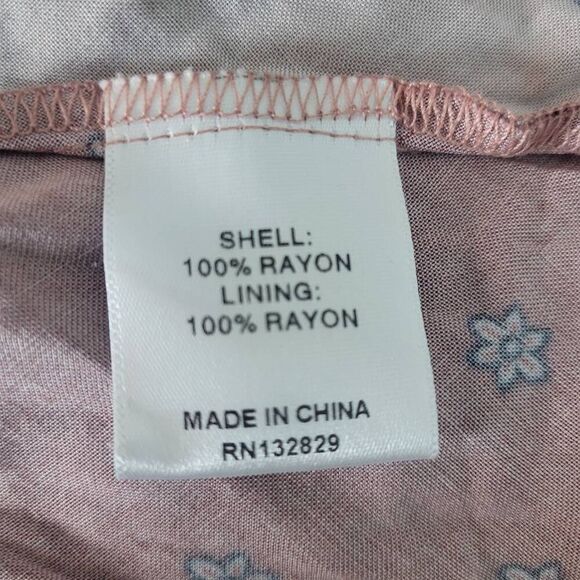 SHELL:
100% RAYON
LINING:
100% RAYON
MADE IN CHINA
RN132829